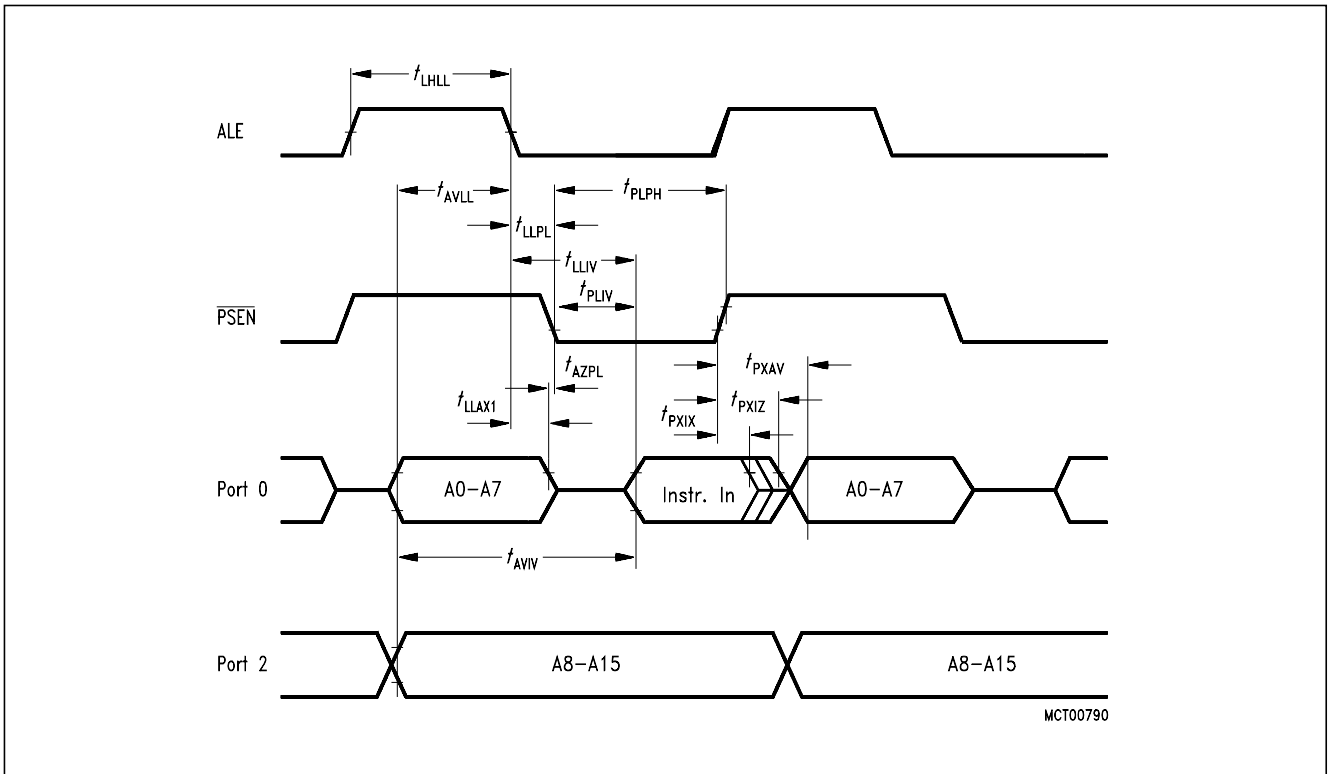 tLHLL
ALE
tAVLL
tPLPH
tLLPL
tLLIV
tPLIV
PSEN
tAZPL
tPXAV
tLLAX1
tPXIZ
tPXIX
Port 0
A0-A7
Instr. In
A0-A7
tAVIV
Port 2
A8-A15
A8-A15
MCT00790